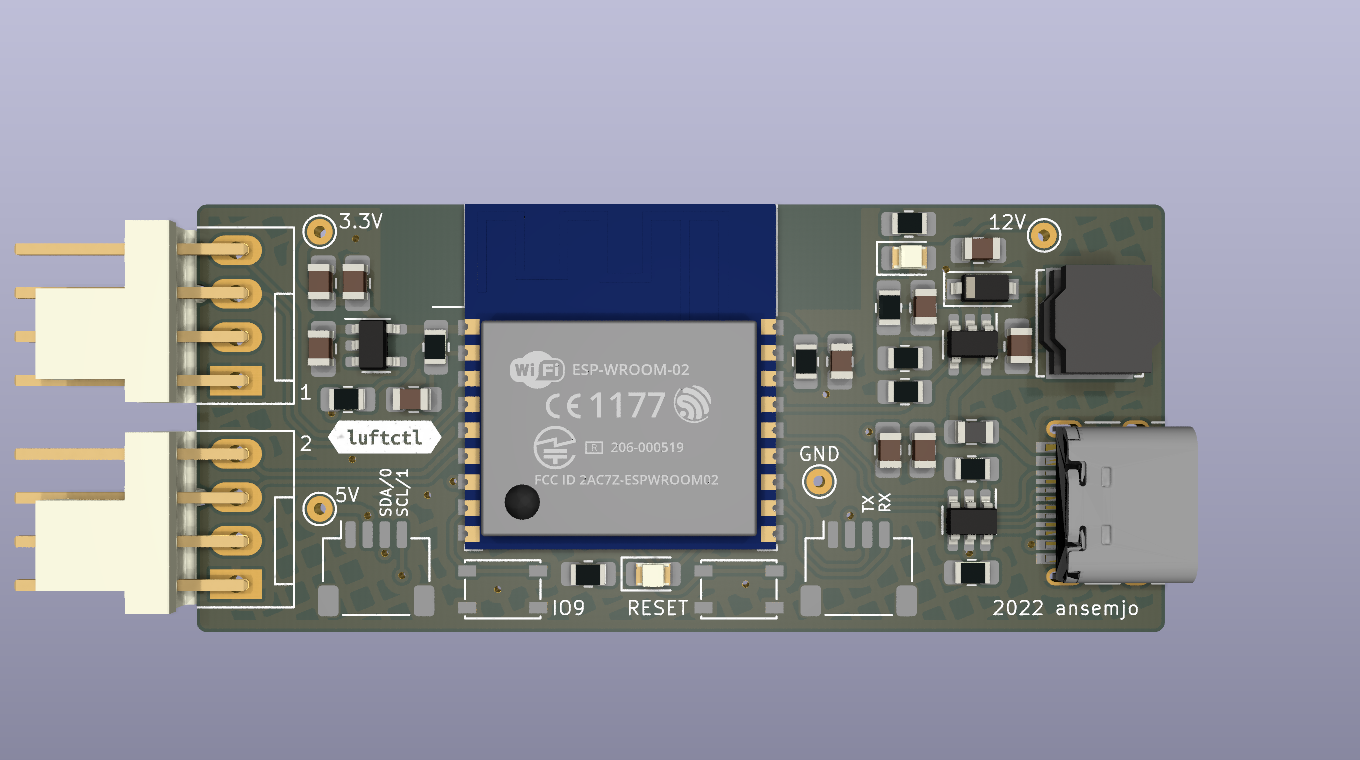 3.3V
12V
WiFi ESP-WROOM-02
CE 1177
R 206-000519
FCC ID 2AC7Z-ESPWROOM02
1
luftctl
2
5V
SDA/0
SCL/1
GND
TX
RX
IO9
RESET
2022 ansemjo